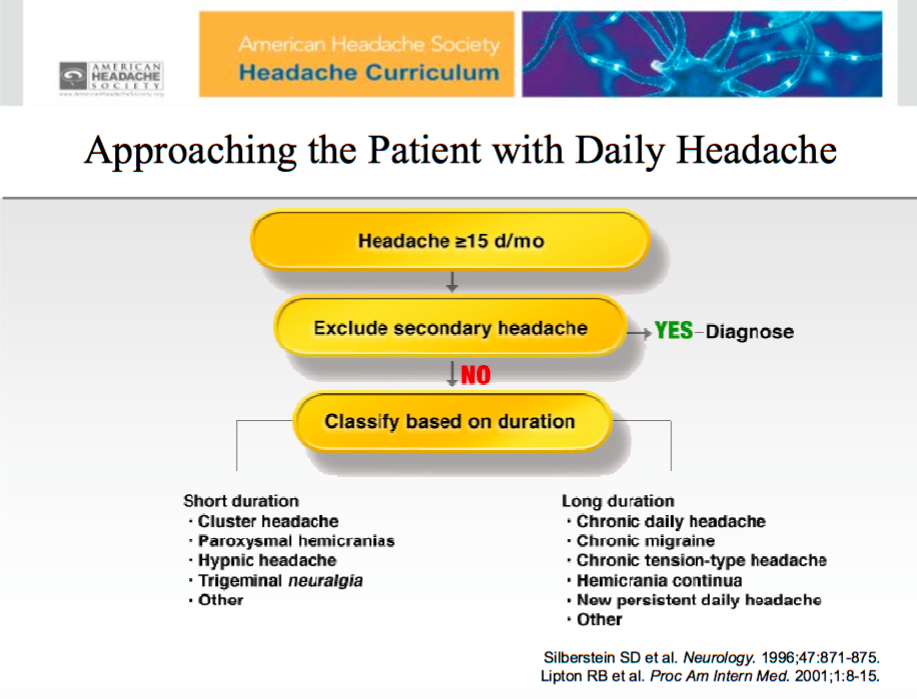 AMERICAN
HEADACHE
SOCIETY
www.AmericanHeadacheSociety.org
American Headache Society
Headache Curriculum
Approaching the Patient with Daily Headache
Headache ≥15 d/mo
Exclude secondary headache
YES–Diagnose
NO
Classify based on duration
Short duration
· Cluster headache
· Paroxysmal hemicranias
· Hypnic headache
· Trigeminal neuralgia
· Other
Long duration
· Chronic daily headache
· Chronic migraine
· Chronic tension-type headache
· Hemicrania continua
· New persistent daily headache
· Other
Silberstein SD et al. Neurology. 1996;47:871-875.
Lipton RB et al. Proc Am Intern Med. 2001;1:8-15.